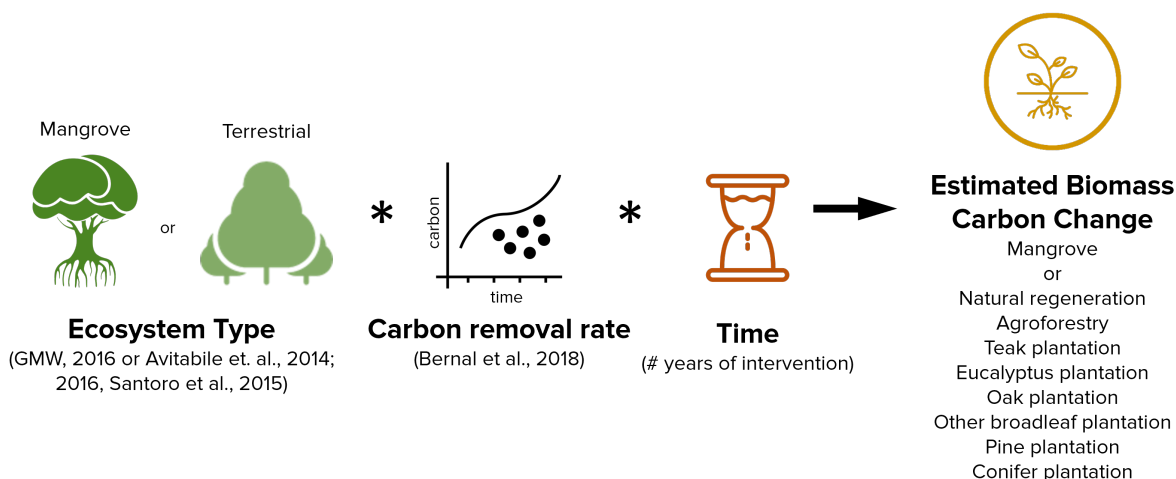 Mangrove
Terrestrial
or
*
carbon
time
*
Ecosystem Type
(GMW, 2016 or Avitabile et. al., 2014;
2016, Santoro et al., 2015)
Carbon removal rate
(Bernal et al., 2018)
Time
(# years of intervention)
Estimated Biomass
Carbon Change
Mangrove
or
Natural regeneration
Agroforestry
Teak plantation
Eucalyptus plantation
Oak plantation
Other broadleaf plantation
Pine plantation
Conifer plantation